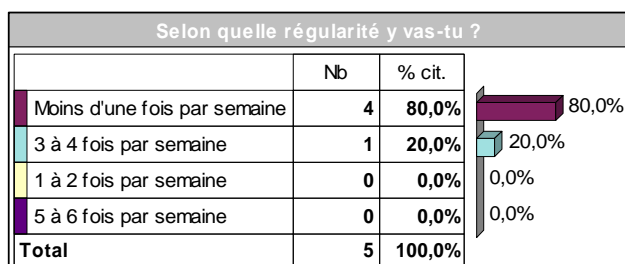 Selon quelle régularité y vas-tu ?
Nb % cit.
Moins d'une fois par semaine 4 80,0% 80,0%
3 à 4 fois par semaine 1 20,0% 20,0%
1 à 2 fois par semaine 0 0,0% 0,0%
5 à 6 fois par semaine 0 0,0% 0,0%
Total 5 100,0%